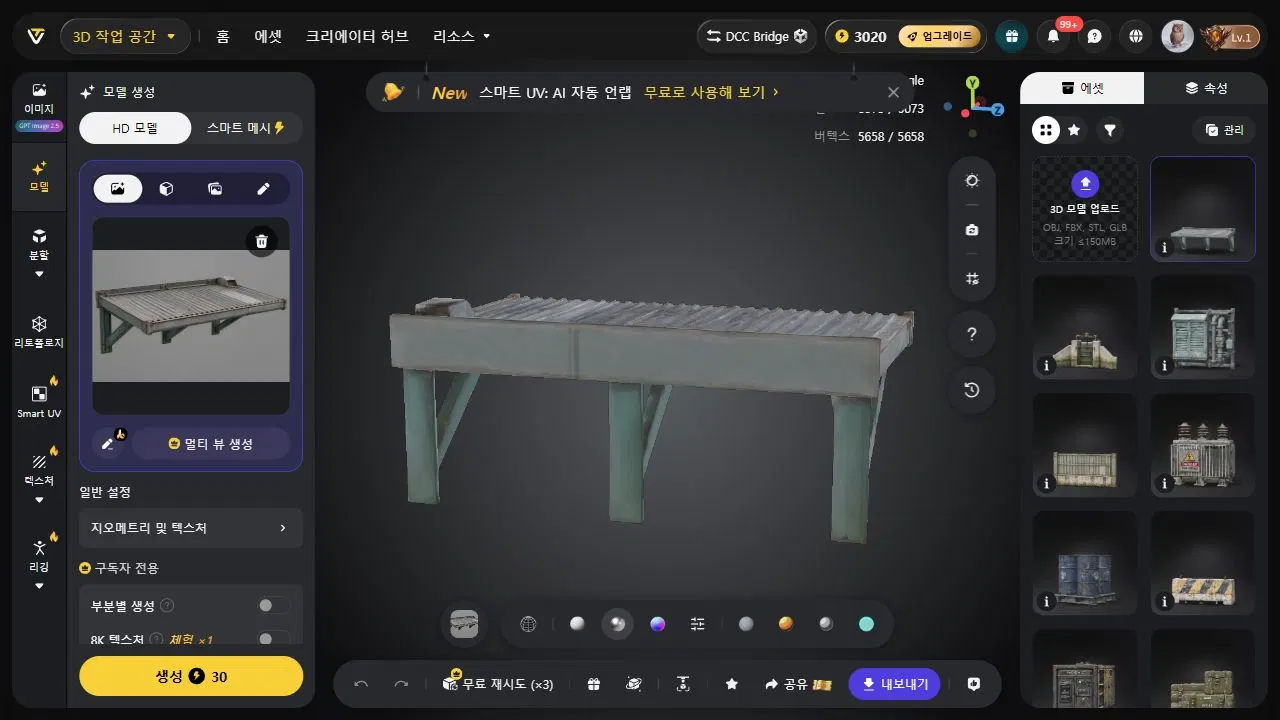 3D 작업 공간
홈
에셋
크리에이터 허브
리소스
DCC Bridge
3020
업그레이드
99+
Lv.1
이미지
GPT Image 2.5
모델
분할
리토폴로지
Smart UV
텍스처
리깅
모델 생성
HD 모델
스마트 메시
멀티 뷰 생성
일반 설정
지오메트리 및 텍스처
구독자 전용
부분별 생성
8K 텍스처 ? 체험 ×1
생성 30
New 스마트 UV: AI 자동 언랩 무료로 사용해 보기
버텍스 5658 / 5658
Y
Z
?
무료 재시도 (×3)
공유
내보내기
에셋
속성
관리
3D 모델 업로드
OBJ, FBX, STL, GLB
크기 ≤150MB